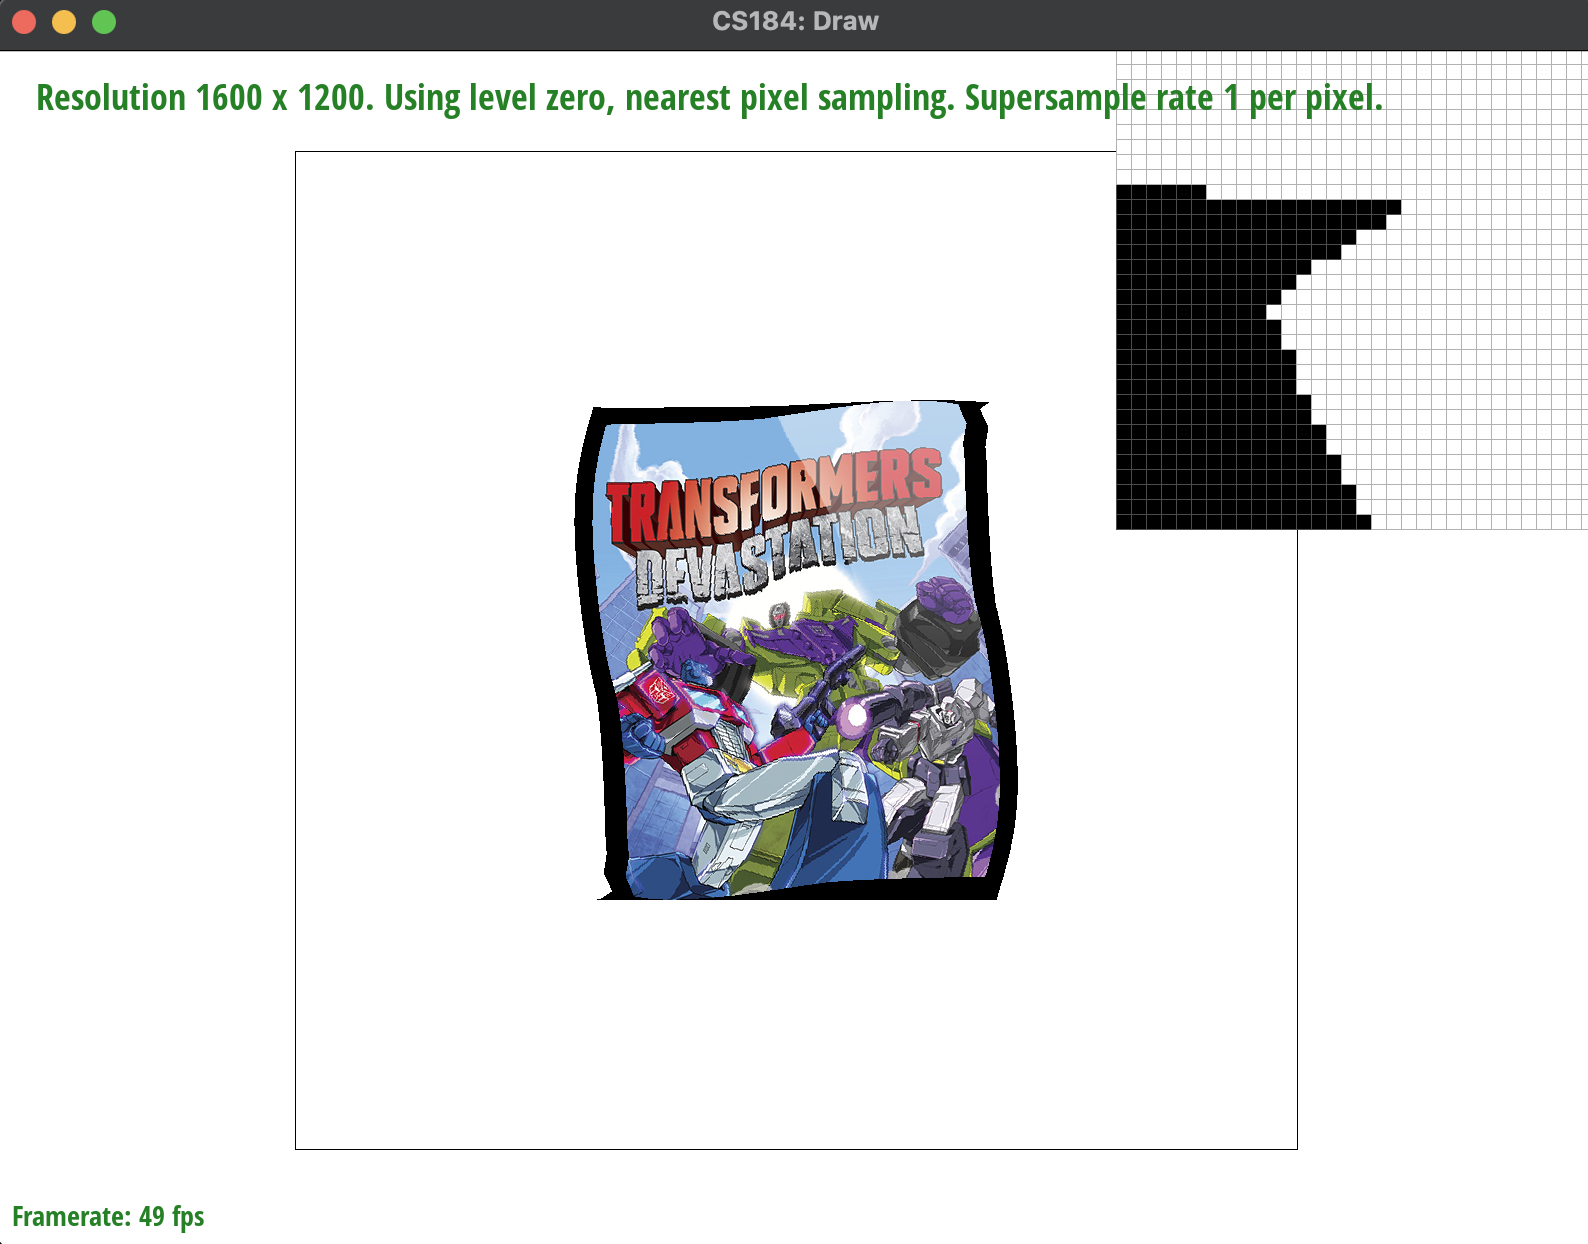 CS184: Draw
Resolution 1600 x 1200. Using level zero, nearest pixel sampling. Supersample rate 1 per pixel.
TRANSFORMERS
DEVASTATION
Framerate: 49 fps